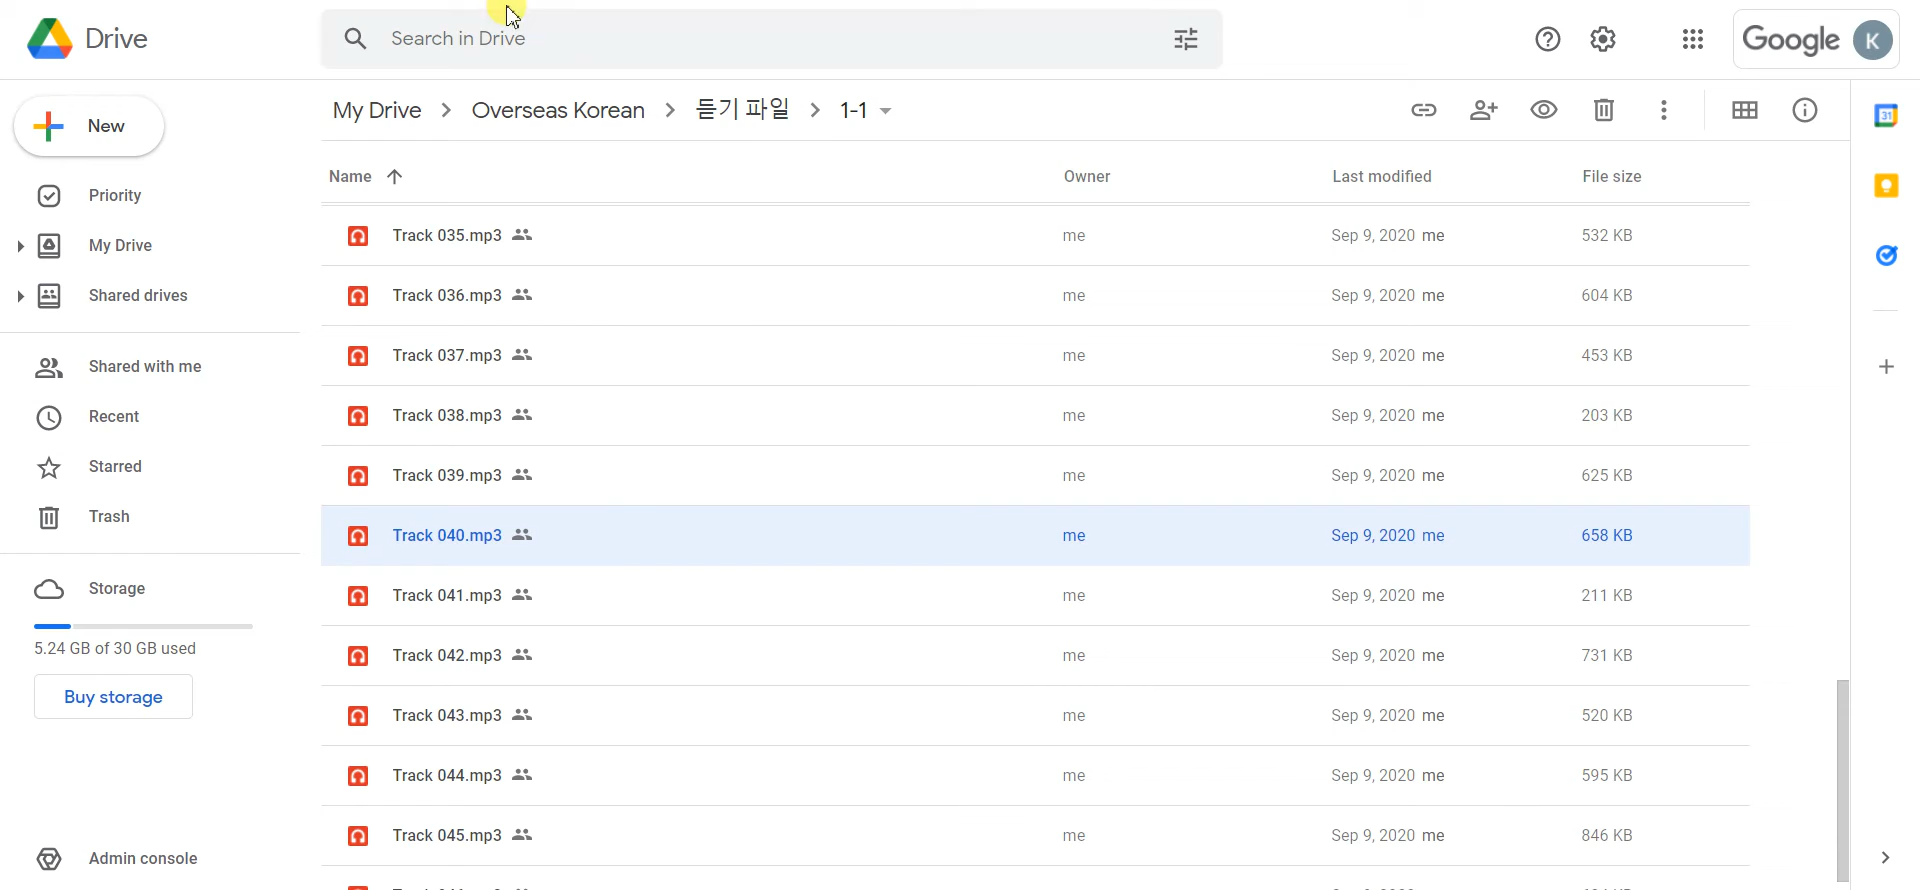 Drive
Search in Drive
Google K
New
My Drive > Overseas Korean > 듣기 파일 > 1-1
31
Priority
My Drive
Shared drives
Shared with me
Recent
Starred
Trash
Storage
5.24 GB of 30 GB used
Buy storage
Admin console
Name Owner Last modified File size
Track 035.mp3 me Sep 9, 2020 me 532 KB
Track 036.mp3 me Sep 9, 2020 me 604 KB
Track 037.mp3 me Sep 9, 2020 me 453 KB
Track 038.mp3 me Sep 9, 2020 me 203 KB
Track 039.mp3 me Sep 9, 2020 me 625 KB
Track 040.mp3 me Sep 9, 2020 me 658 KB
Track 041.mp3 me Sep 9, 2020 me 211 KB
Track 042.mp3 me Sep 9, 2020 me 731 KB
Track 043.mp3 me Sep 9, 2020 me 520 KB
Track 044.mp3 me Sep 9, 2020 me 595 KB
Track 045.mp3 me Sep 9, 2020 me 846 KB